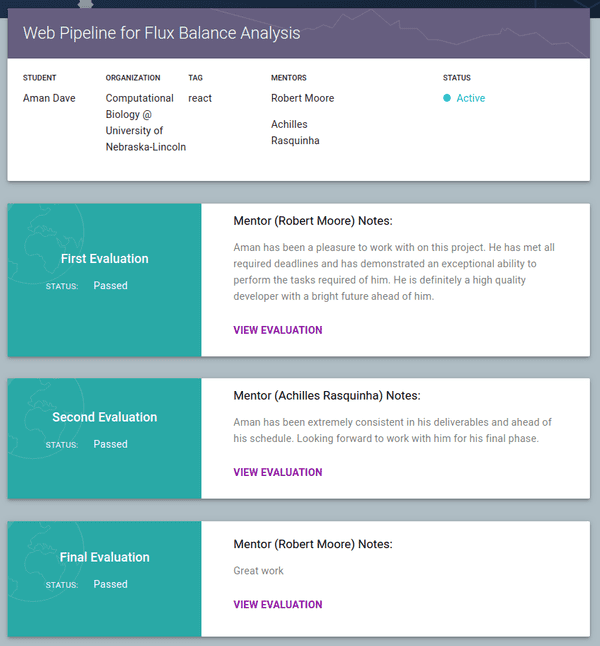 Web Pipeline for Flux Balance Analysis
STUDENT
Aman Dave
ORGANIZATION
Computational
Biology @
University of
Nebraska-Lincoln
TAG
react
MENTORS
Robert Moore
Achilles
Rasquinha
STATUS
Active
First Evaluation
STATUS: Passed
Mentor (Robert Moore) Notes:
Aman has been a pleasure to work with on this project. He has met all
required deadlines and has demonstrated an exceptional ability to
perform the tasks required of him. He is definitely a high quality
developer with a bright future ahead of him.
VIEW EVALUATION
Second Evaluation
STATUS: Passed
Mentor (Achilles Rasquinha) Notes:
Aman has been extremely consistent in his deliverables and ahead of
his schedule. Looking forward to work with him for his final phase.
VIEW EVALUATION
Final Evaluation
STATUS: Passed
Mentor (Robert Moore) Notes:
Great work
VIEW EVALUATION